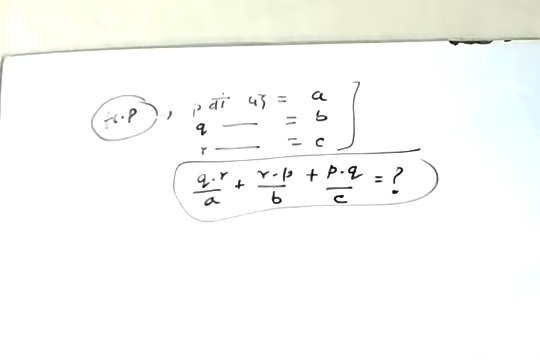 H.P, p वाँ पद = a
q — = b
r — = c
q·r/a + r·p/b + p·q/c = ?